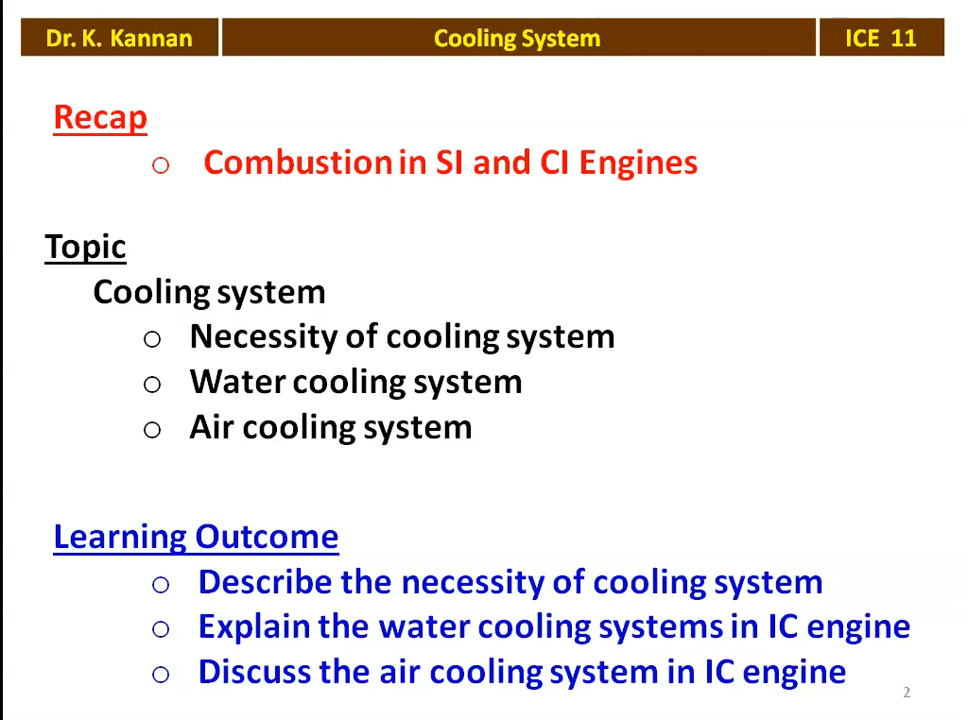 Dr. K. Kannan Cooling System ICE 11
Recap
o Combustion in SI and CI Engines
Topic
Cooling system
o Necessity of cooling system
o Water cooling system
o Air cooling system
Learning Outcome
o Describe the necessity of cooling system
o Explain the water cooling systems in IC engine
o Discuss the air cooling system in IC engine
2